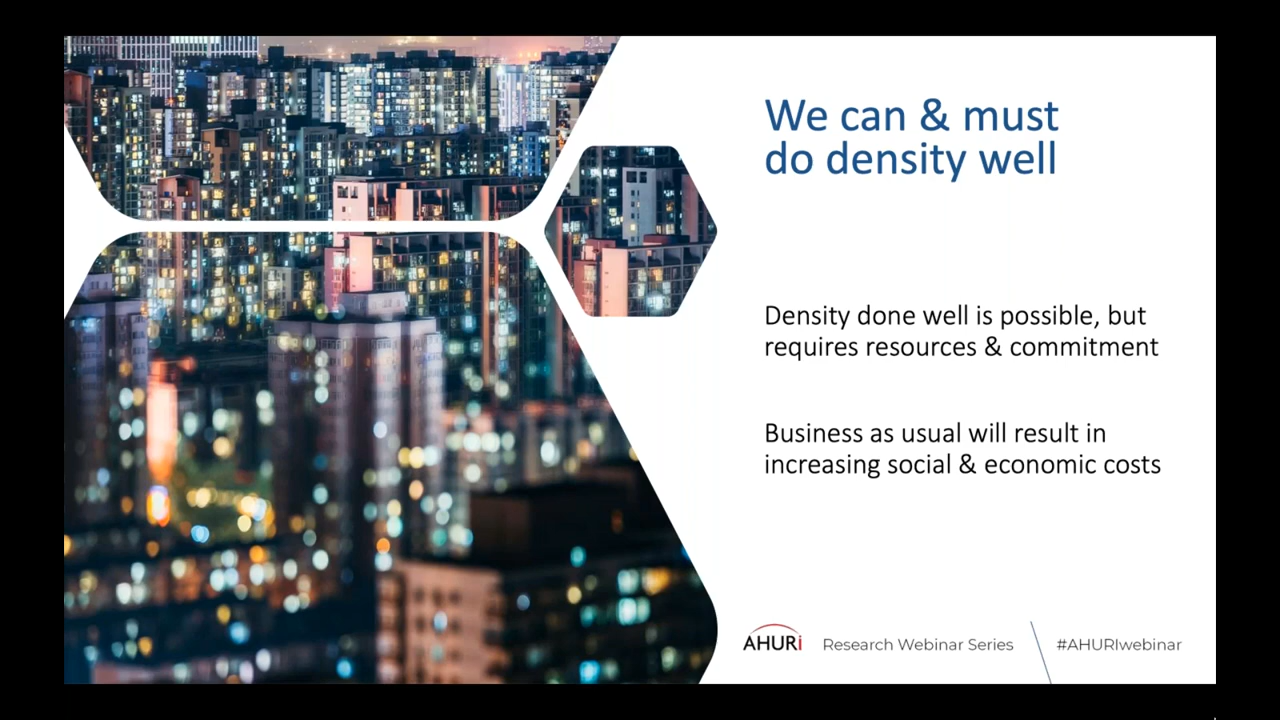 We can & must
do density well
Density done well is possible, but
requires resources & commitment
Business as usual will result in
increasing social & economic costs
AHURi Research Webinar Series #AHURIwebinar